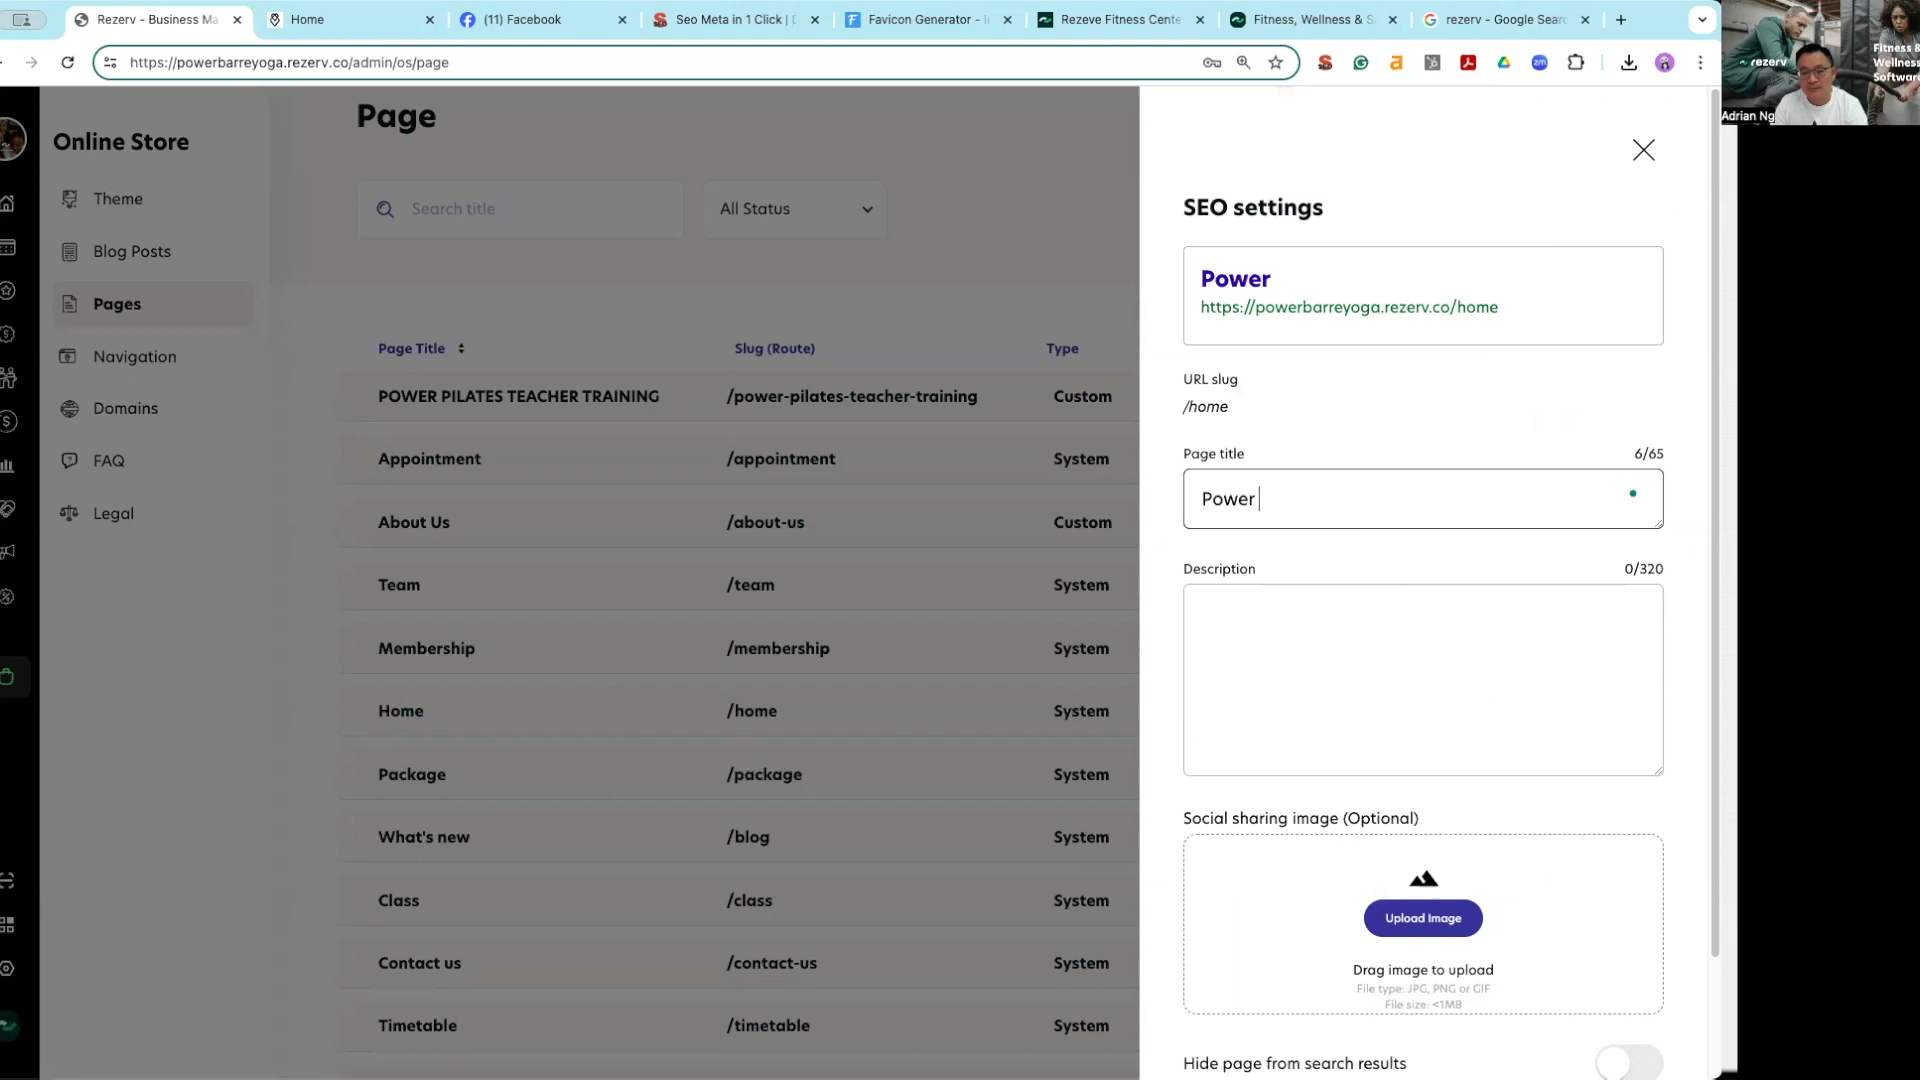 Rezerv - Business Ma
Home
(11) Facebook
Seo Meta in 1 Click | D
Favicon Generator - I
Rezeve Fitness Cente
Fitness, Wellness & S
rezerv - Google Searc
https://powerbarreyoga.rezerv.co/admin/os/page
zm
rezerv
Fitness &
Wellness
Software
Adrian Ng
Online Store
Theme
Blog Posts
Pages
Navigation
Domains
FAQ
Legal
Page
Search title
All Status
Page Title
Slug (Route)
Type
POWER PILATES TEACHER TRAINING
/power-pilates-teacher-training
Custom
Appointment
/appointment
System
About Us
/about-us
Custom
Team
/team
System
Membership
/membership
System
Home
/home
System
Package
/package
System
What's new
/blog
System
Class
/class
System
Contact us
/contact-us
System
Timetable
/timetable
System
SEO settings
Power
https://powerbarreyoga.rezerv.co/home
URL slug
/home
Page title
6/65
Power
Description
0/320
Social sharing image (Optional)
Upload Image
Drag image to upload
File type: JPG, PNG or GIF
File size: <1MB
Hide page from search results